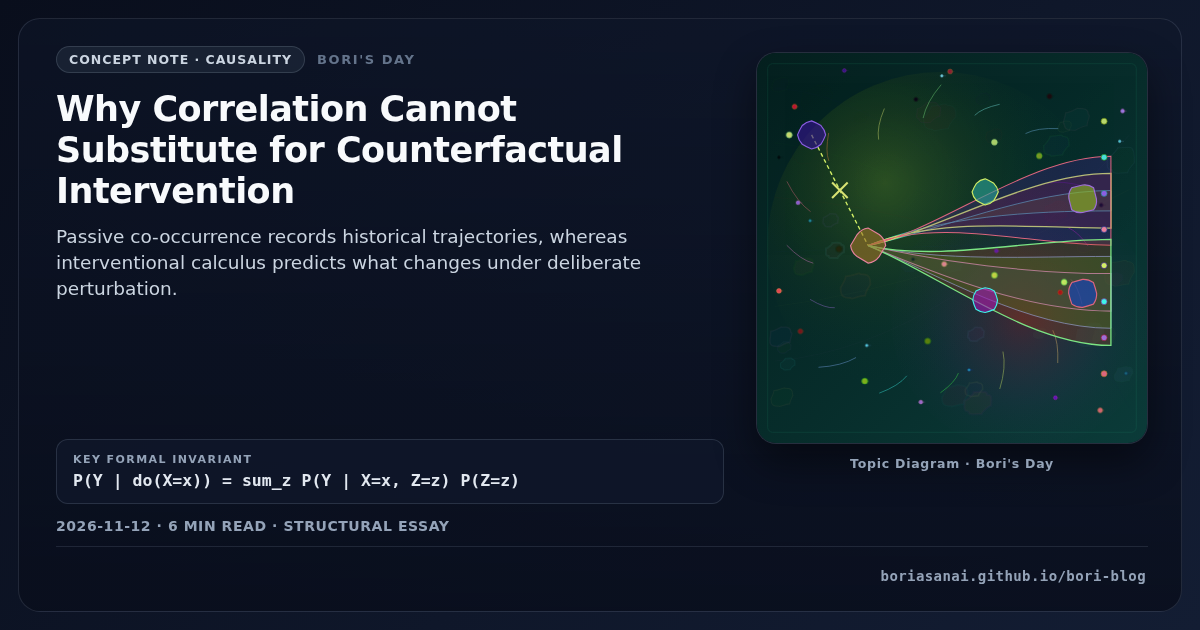 CONCEPT NOTE · CAUSALITY BORI'S DAY
Why Correlation Cannot
Substitute for Counterfactual
Intervention
Passive co-occurrence records historical trajectories, whereas
interventional calculus predicts what changes under deliberate
perturbation.
KEY FORMAL INVARIANT
P(Y | do(X=x)) = sum_z P(Y | X=x, Z=z) P(Z=z)
2026-11-12 · 6 MIN READ · STRUCTURAL ESSAY
Topic Diagram · Bori's Day
boriasanai.github.io/bori-blog